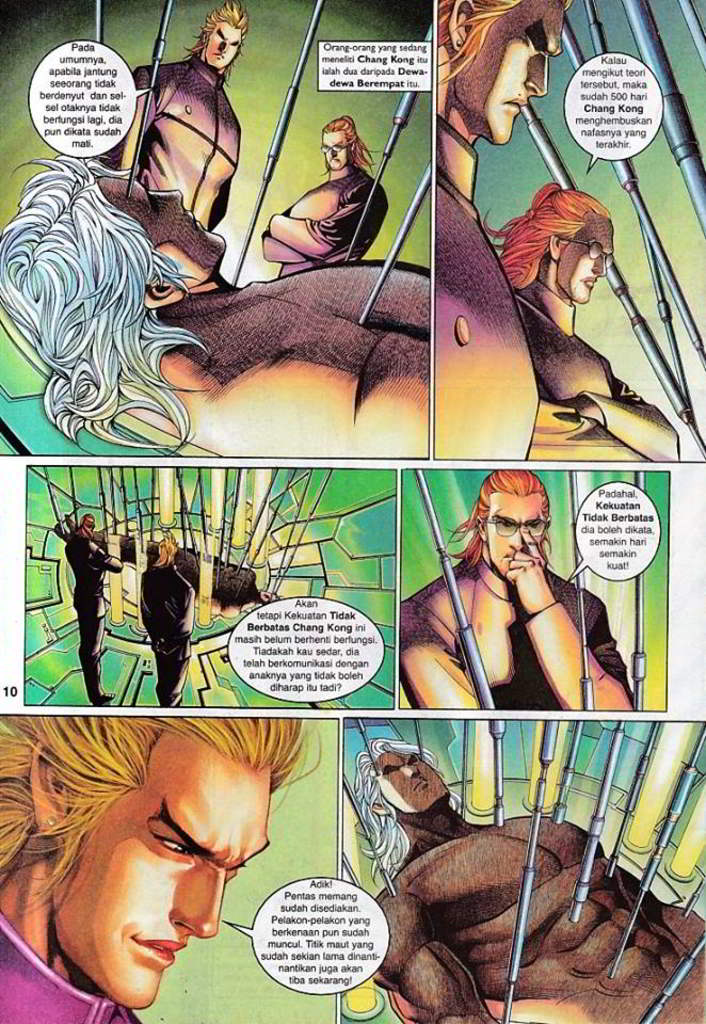 Pada
umumnya,
apabila jantung
seeorang tidak
berdenyut dan sel-
sel otaknya tidak
berfungsi lagi, dia
pun dikata sudah
mati.
Orang-orang yang sedang
meneliti Chang Kong itu
ialah dua daripada Dewa-
dewa Berempat itu.
Kalau
mengikut teori
tersebut, maka
sudah 500 hari
Chang Kong
menghembuskan
nafasnya yang
terakhir.
Akan
tetapi Kekuatan Tidak
Berbatas Chang Kong ini
masih belum berhenti berfungsi.
Tiadakah kau sedar, dia
telah berkomunikasi dengan
anaknya yang tidak boleh
diharap itu tadi?
Padahal,
Kekuatan
Tidak Berbatas
dia boleh dikata,
semakin hari
semakin
kuat!
10
Adik!
Pentas memang
sudah disediakan.
Pelakon-pelakon yang
berkenaan pun sudah
muncul. Titik maut yang
sudah sekian lama dinanti-
nantikan juga akan
tiba sekarang!